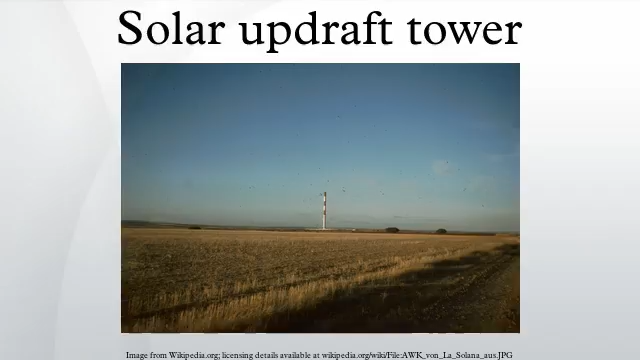 Solar updraft tower
Image from Wikipedia.org; licensing details available at wikipedia.org/wiki/File:AWK_von_La_Solana_aus.JPG